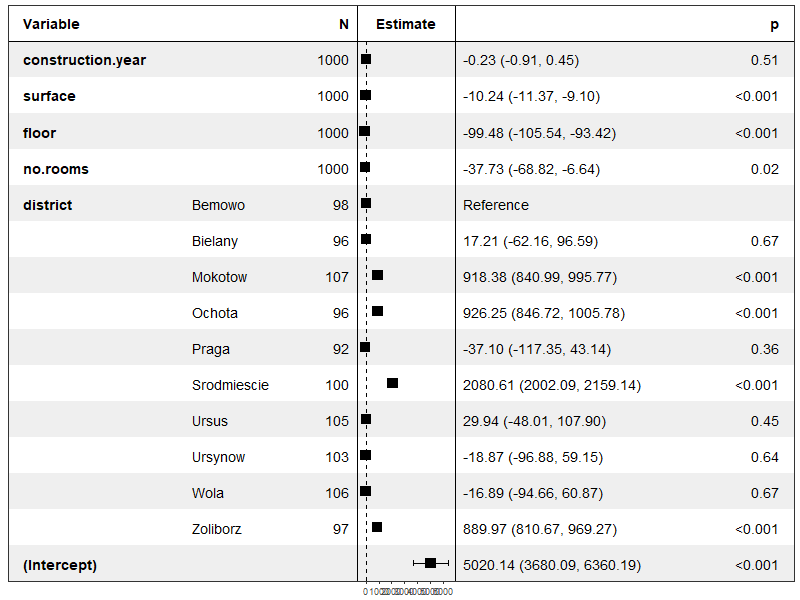 Variable N Estimate p
construction.year 1000 -0.23 (-0.91, 0.45) 0.51
surface 1000 -10.24 (-11.37, -9.10) <0.001
floor 1000 -99.48 (-105.54, -93.42) <0.001
no.rooms 1000 -37.73 (-68.82, -6.64) 0.02
district Bemowo 98 Reference
Bielany 96 17.21 (-62.16, 96.59) 0.67
Mokotow 107 918.38 (840.99, 995.77) <0.001
Ochota 96 926.25 (846.72, 1005.78) <0.001
Praga 92 -37.10 (-117.35, 43.14) 0.36
Srodmiescie 100 2080.61 (2002.09, 2159.14) <0.001
Ursus 105 29.94 (-48.01, 107.90) 0.45
Ursynow 103 -18.87 (-96.88, 59.15) 0.64
Wola 106 -16.89 (-94.66, 60.87) 0.67
Zoliborz 97 889.97 (810.67, 969.27) <0.001
(Intercept) 5020.14 (3680.09, 6360.19) <0.001
0 1000 2000 3000 4000 5000 6000